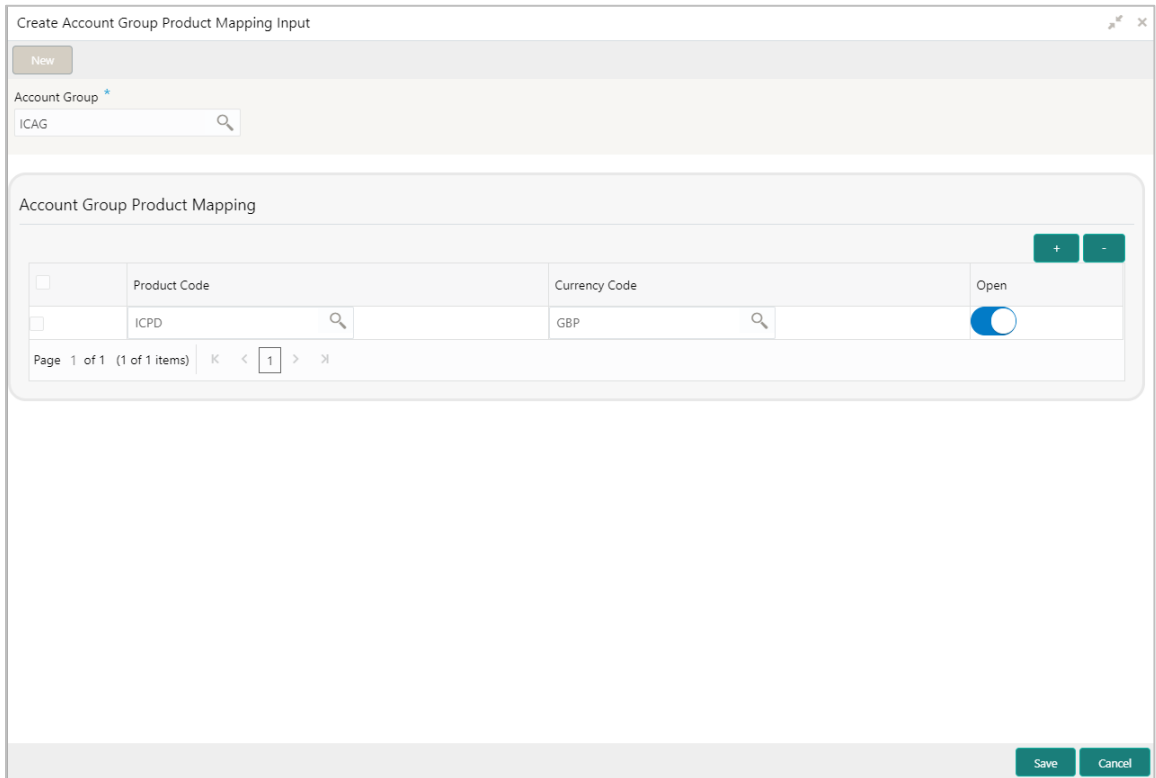 Create Account Group Product Mapping Input
New
Account Group *
ICAG
Account Group Product Mapping
+ -
Product Code Currency Code Open
ICPD GBP
Page 1 of 1 (1 of 1 items) K < 1 > >|
Save Cancel